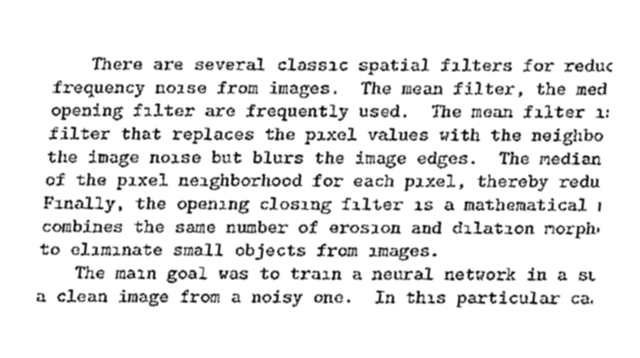 There are several classic spatial filters for reduc
frequency noise from images. The mean filter, the med
opening filter are frequently used. The mean filter i
filter that replaces the pixel values with the neighbo
the image noise but blurs the image edges. The median
of the pixel neighborhood for each pixel, thereby redu
Finally, the opening closing filter is a mathematical
combines the same number of erosion and dilation morph
to eliminate small objects from images.
The main goal was to train a neural network in a su
a clean image from a noisy one. In this particular ca